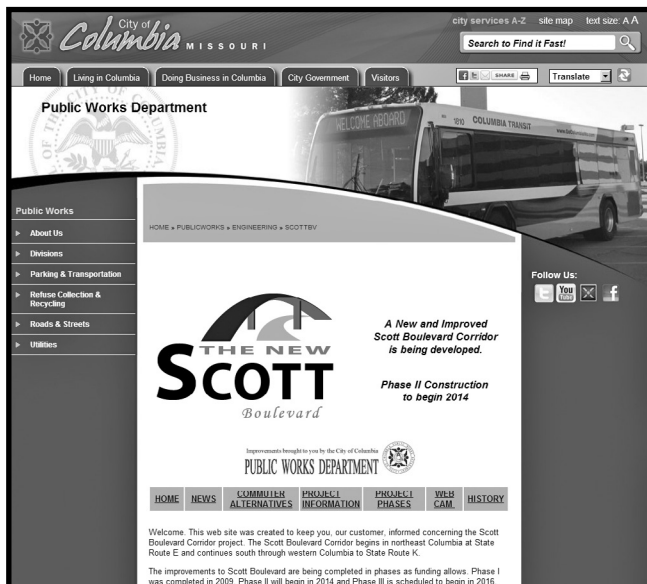 City of
Columbia MISSOURI
city services A-Z site map text size: A A
Search to Find it Fast!
Home Living in Columbia Doing Business in Columbia City Government Visitors
SHARE Translate
Public Works Department
WELCOME ABOARD
1810 COLUMBIA TRANSIT
Public Works
About Us
Divisions
Parking & Transportation
Refuse Collection &
Recycling
Roads & Streets
Utilities
HOME » PUBLICWORKS » ENGINEERING » SCOTTBV
Follow Us:
You
Tube
THE NEW
SCOTT
Boulevard
A New and Improved
Scott Boulevard Corridor
is being developed.
Phase II Construction
to begin 2014
Improvements brought to you by the City of Columbia
PUBLIC WORKS DEPARTMENT
HOME NEWS COMMUTER ALTERNATIVES PROJECT INFORMATION PROJECT PHASES WEB CAM HISTORY
Welcome. This web site was created to keep you, our customer, informed concerning the Scott
Boulevard Corridor project. The Scott Boulevard Corridor begins in northeast Columbia at State
Route E and continues south through western Columbia to State Route K.
The improvements to Scott Boulevard are being completed in phases as funding allows. Phase I
was completed in 2009. Phase II will begin in 2014 and Phase III is scheduled to begin in 2016.